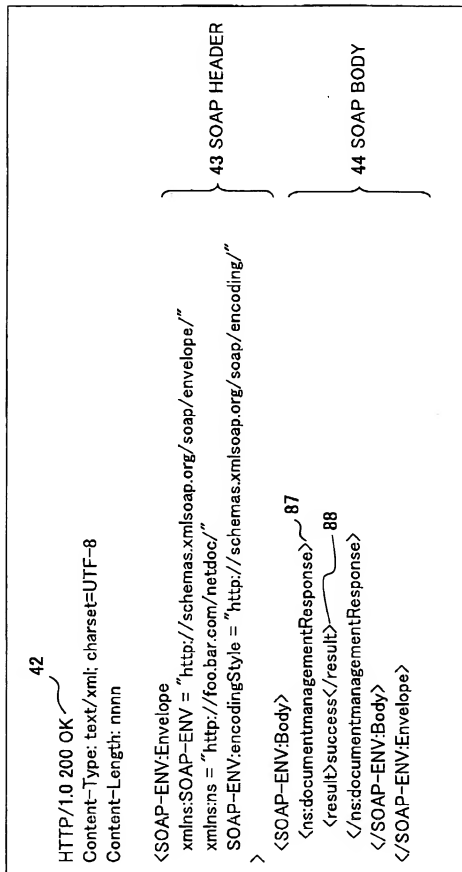 42
HTTP/1.0 200 OK
Content-Type: text/xml; charset=UTF-8
Content-Length: nnnn
<SOAP-ENV:Envelope
xmlns:SOAP-ENV = "http://schemas.xmlsoap.org/soap/envelope/"
xmlns:ns = "http://foo.bar.com/netdoc/"
SOAP-ENV:encodingStyle = "http://schemas.xmlsoap.org/soap/encoding/"
>
43 SOAP HEADER
<SOAP-ENV:Body>
<ns:documentmanagementResponse> 87
<result>success</result> 88
</ns:documentmanagementResponse>
</SOAP-ENV:Body>
</SOAP-ENV:Envelope>
44 SOAP BODY